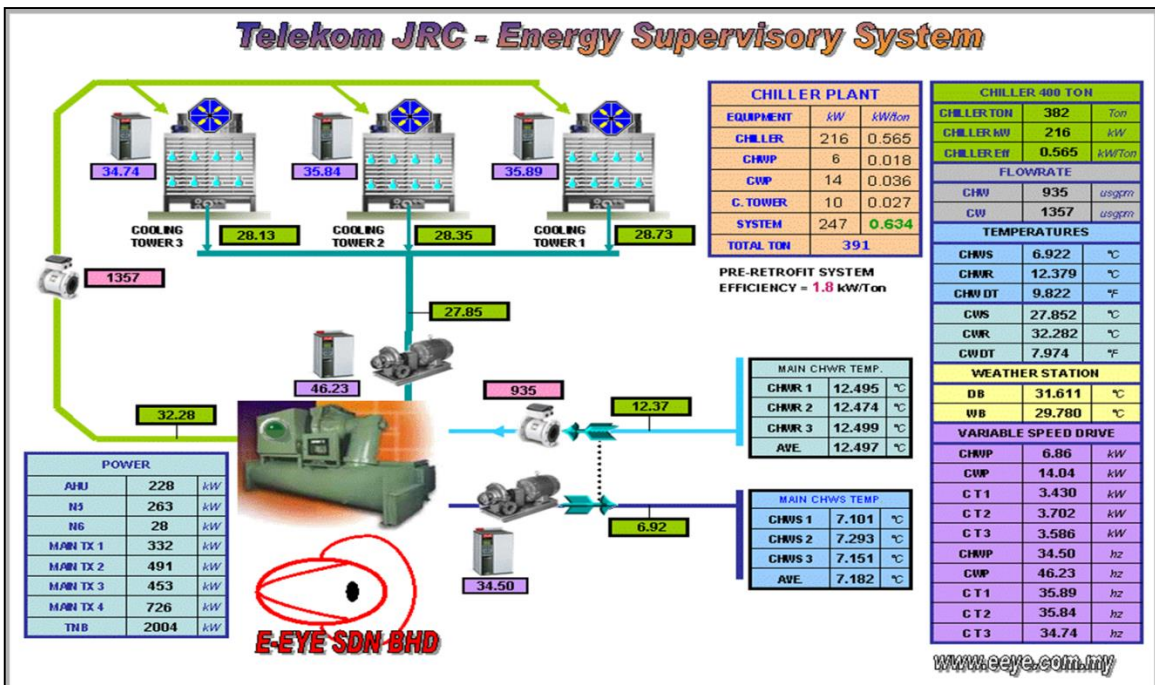 Telekom JRC - Energy Supervisory System
34.74
35.84
35.89
COOLING
TOWER 3
28.13
COOLING
TOWER 2
28.35
COOLING
TOWER 1
28.73
1357
27.85
46.23
32.28
935
12.37
6.92
34.50
CHILLER PLANT
EQUIPMENT kW kW/ton
CHILLER 216 0.565
CHWP 6 0.018
CWP 14 0.036
C. TOWER 10 0.027
SYSTEM 247 0.634
TOTAL TON 391
PRE-RETROFIT SYSTEM
EFFICIENCY = 1.8 kW/Ton
CHILLER 400 TON
CHILLER TON 382 Ton
CHILLER kW 216 kW
CHILLER Eff 0.565 kW/Ton
FLOWRATE
CHW 935 usgpm
CW 1357 usgpm
TEMPERATURES
CHWS 6.922 °C
CHWR 12.379 °C
CHW DT 9.822 °F
CWS 27.852 °C
CWR 32.282 °C
CW DT 7.974 °F
WEATHER STATION
DB 31.611 °C
WB 29.780 °C
VARIABLE SPEED DRIVE
CHWP 6.86 kW
CWP 14.04 kW
C T 1 3.430 kW
C T 2 3.702 kW
C T 3 3.586 kW
CHWP 34.50 hz
CWP 46.23 hz
C T 1 35.89 hz
C T 2 35.84 hz
C T 3 34.74 hz
MAIN CHWR TEMP.
CHWR 1 12.495 °C
CHWR 2 12.474 °C
CHWR 3 12.499 °C
AVE. 12.497 °C
MAIN CHWS TEMP
CHWS 1 7.101 °C
CHWS 2 7.293 °C
CHWS 3 7.151 °C
AVE. 7.182 °C
POWER
AHU 228 kW
N5 263 kW
N6 28 kW
MAIN TX 1 332 kW
MAIN TX 2 491 kW
MAIN TX 3 453 kW
MAIN TX 4 726 kW
TNB 2004 kW
E-EYE SDN BHD
www.eeye.com.my